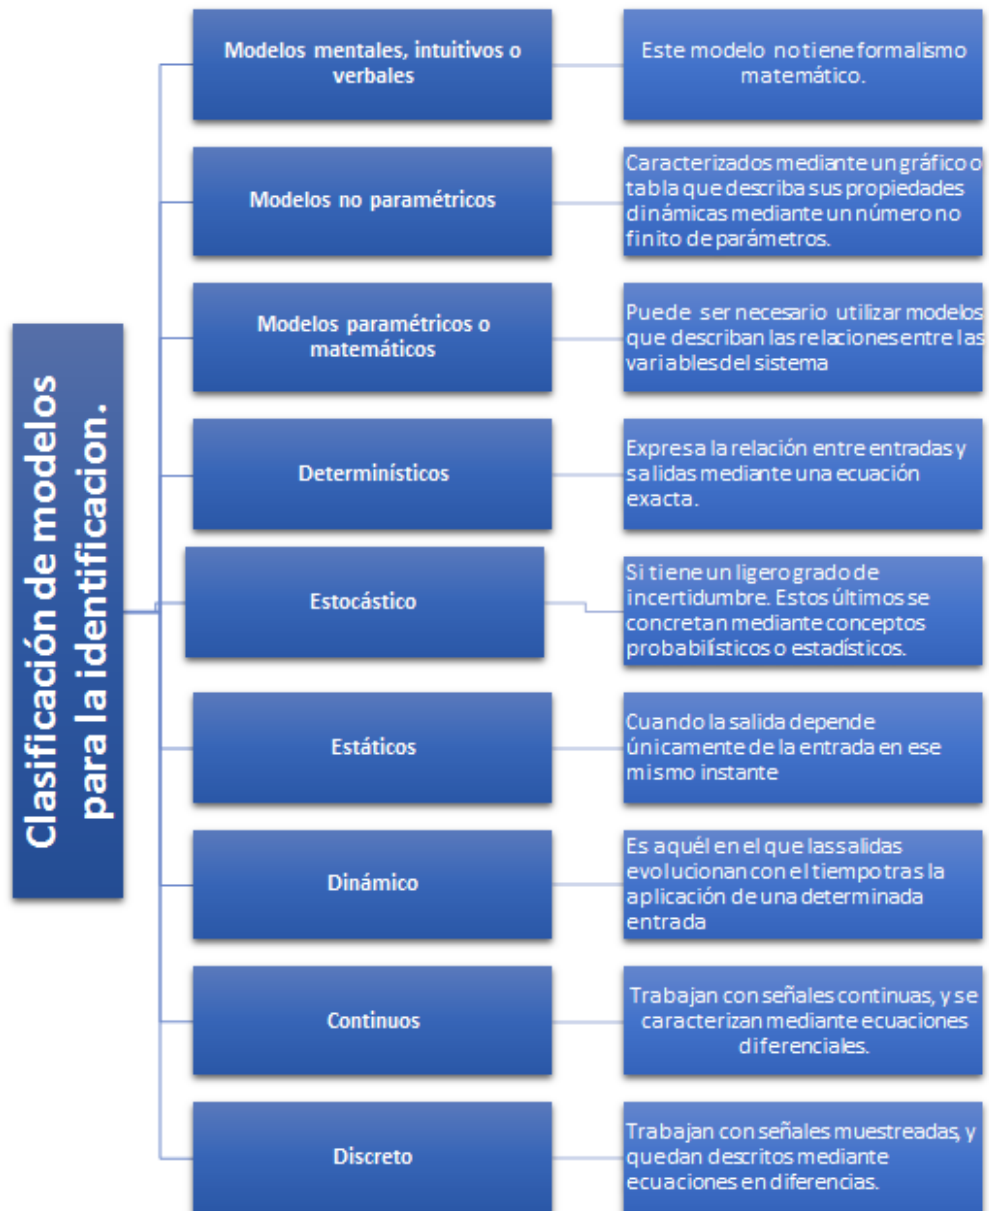 Clasificación de modelos
para la identificacion.
Modelos mentales, intuitivos o
verbales
Este modelo no tiene formalismo
matemático.
Modelos no paramétricos
Caracterizados mediante un gráfico o
tabla que describa sus propiedades
dinámicas mediante un número no
finito de parámetros.
Modelos paramétricos o
matemáticos
Puede ser necesario utilizar modelos
que describan las relaciones entre las
variables del sistema
Determinísticos
Expresa la relación entre entradas y
salidas mediante una ecuación
exacta.
Estocástico
Si tiene un ligero grado de
incertidumbre. Estos últimos se
concretan mediante conceptos
probabilísticos o estadísticos.
Estáticos
Cuando la salida depende
únicamente de la entrada en ese
mismo instante
Dinámico
Es aquél en el que las salidas
evolucionan con el tiempo tras la
aplicación de una determinada
entrada
Continuos
Trabajan con señales continuas, y se
caracterizan mediante ecuaciones
diferenciales.
Discreto
Trabajan con señales muestreadas, y
quedan descritos mediante
ecuaciones en diferencias.